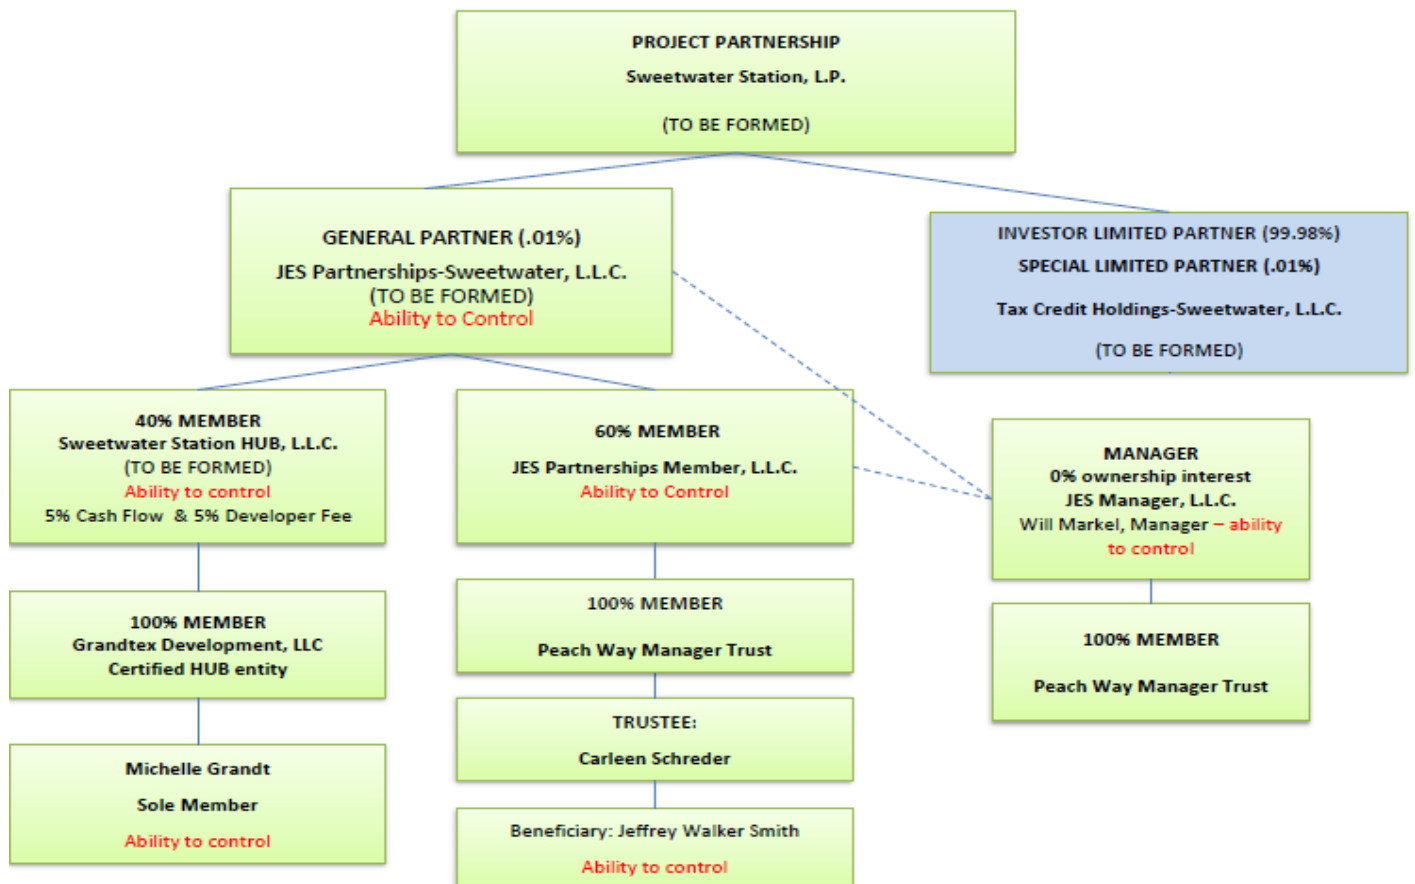 PROJECT PARTNERSHIP
Sweetwater Station, L.P.
(TO BE FORMED)
GENERAL PARTNER (.01%)
JES Partnerships-Sweetwater, L.L.C.
(TO BE FORMED)
Ability to Control
INVESTOR LIMITED PARTNER (99.98%)
SPECIAL LIMITED PARTNER (.01%)
Tax Credit Holdings-Sweetwater, L.L.C.
(TO BE FORMED)
40% MEMBER
Sweetwater Station HUB, L.L.C.
(TO BE FORMED)
Ability to control
5% Cash Flow & 5% Developer Fee
60% MEMBER
JES Partnerships Member, L.L.C.
Ability to Control
MANAGER
0% ownership interest
JES Manager, L.L.C.
Will Markel, Manager – ability
to control
100% MEMBER
Grandtex Development, LLC
Certified HUB entity
100% MEMBER
Peach Way Manager Trust
100% MEMBER
Peach Way Manager Trust
Michelle Grandt
Sole Member
Ability to control
TRUSTEE:
Carleen Schreder
Beneficiary: Jeffrey Walker Smith
Ability to control